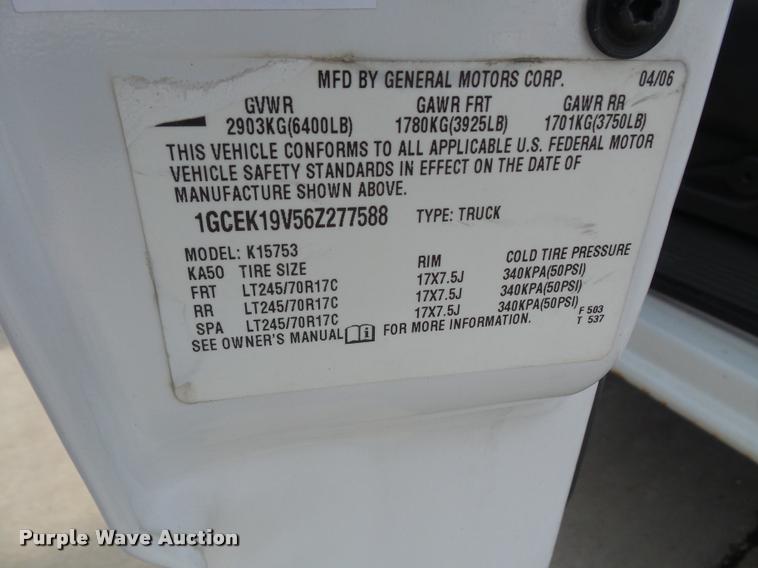 MFD BY GENERAL MOTORS CORP. 04/06
GVWR GAWR FRT GAWR RR
2903KG(6400LB) 1780KG(3925LB) 1701KG(3750LB)
THIS VEHICLE CONFORMS TO ALL APPLICABLE U.S. FEDERAL MOTOR
VEHICLE SAFETY STANDARDS IN EFFECT ON THE DATE OF
MANUFACTURE SHOWN ABOVE.
1GCEK19V56Z277588 TYPE: TRUCK
MODEL: K15753
KA50 TIRE SIZE RIM COLD TIRE PRESSURE
FRT LT245/70R17C 17X7.5J 340KPA(50PSI)
RR LT245/70R17C 17X7.5J 340KPA(50PSI)
SPA LT245/70R17C 17X7.5J 340KPA(50PSI)
SEE OWNER'S MANUAL i FOR MORE INFORMATION.
F 503
T 537
Purple Wave Auction